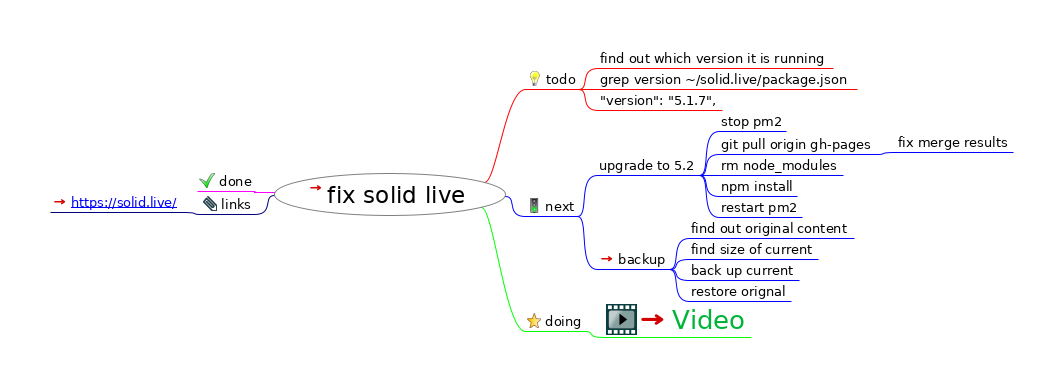 fix solid live
todo
find out which version it is running
grep version ~/solid.live/package.json
"version": "5.1.7",
next
upgrade to 5.2
stop pm2
git pull origin gh-pages
fix merge results
rm node_modules
npm install
restart pm2
backup
find out original content
find size of current
back up current
restore orignal
doing
Video
done
links
https://solid.live/